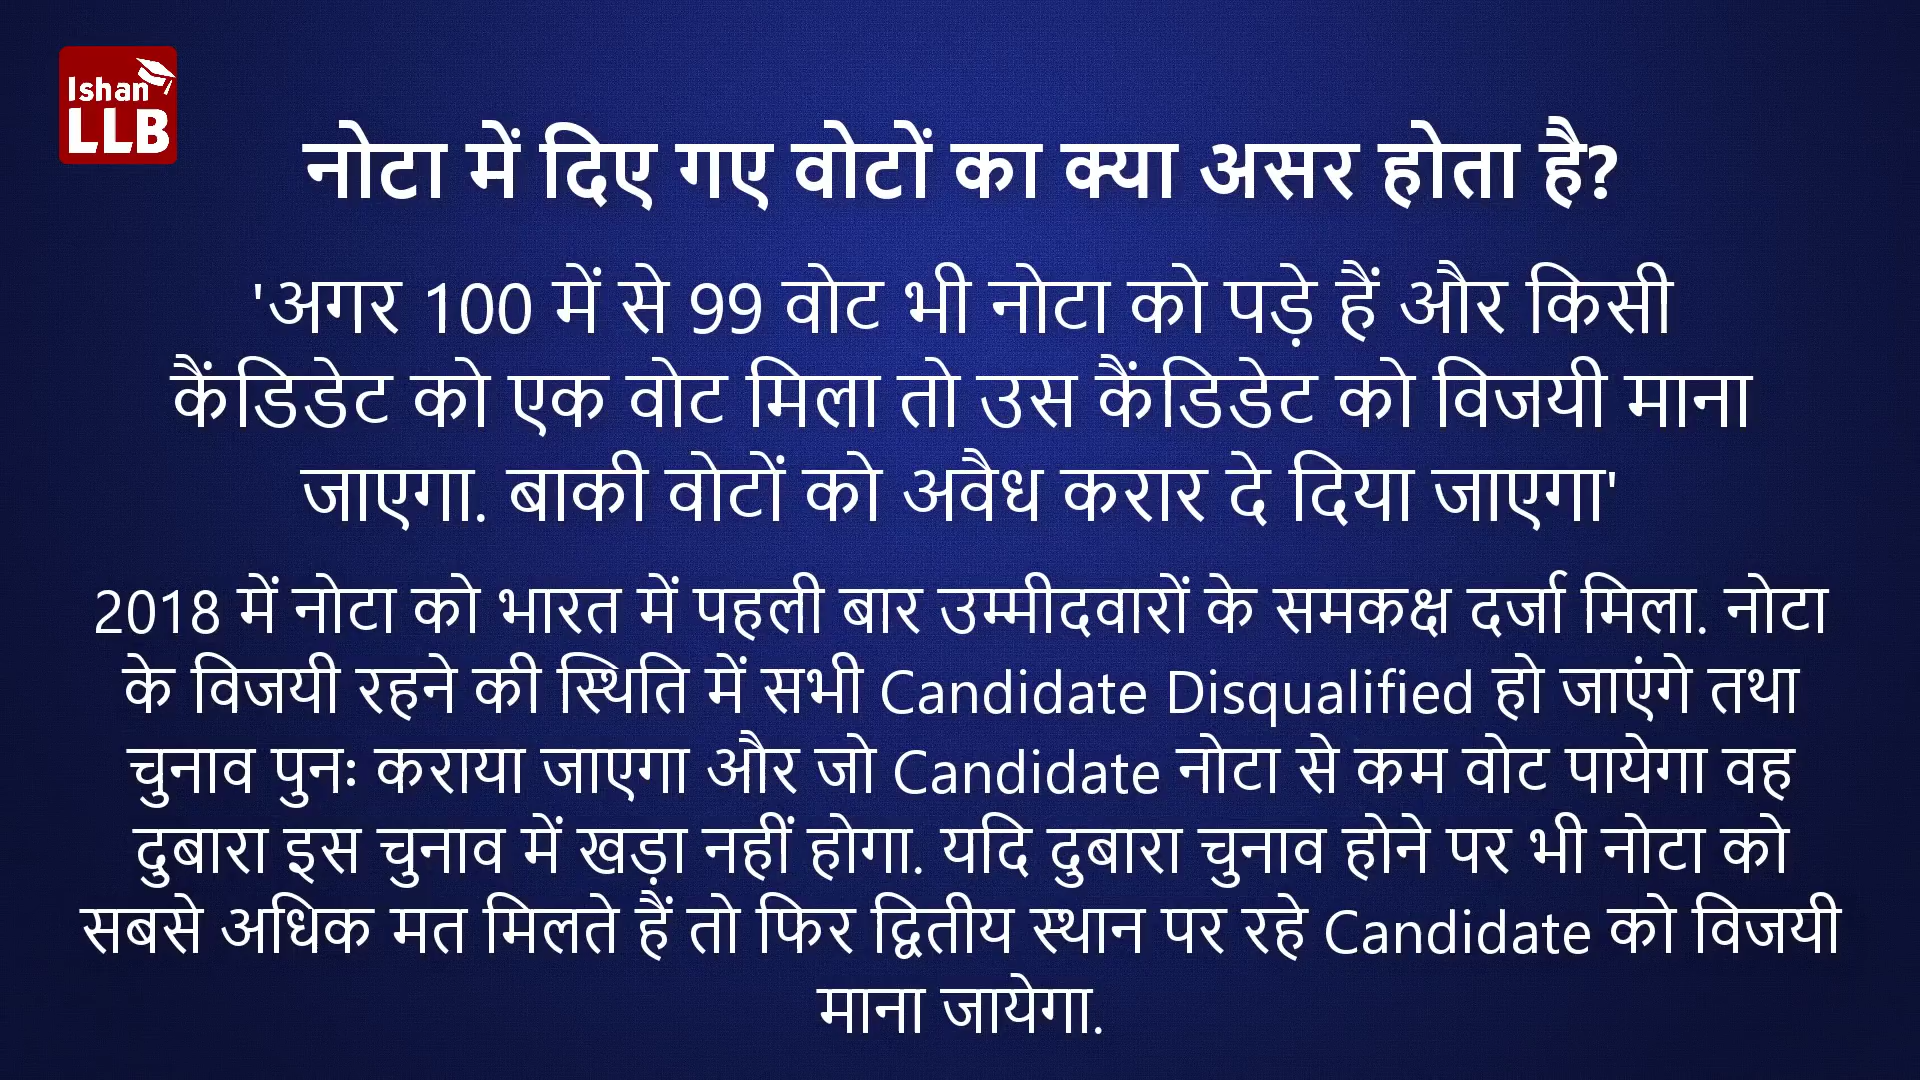 Ishan
LLB
नोटा में दिए गए वोटों का क्या असर होता है?
'अगर 100 में से 99 वोट भी नोटा को पड़े हैं और किसी
कैंडिडेट को एक वोट मिला तो उस कैंडिडेट को विजयी माना
जाएगा. बाकी वोटों को अवैध करार दे दिया जाएगा'
2018 में नोटा को भारत में पहली बार उम्मीदवारों के समकक्ष दर्जा मिला. नोटा
के विजयी रहने की स्थिति में सभी Candidate Disqualified हो जाएंगे तथा
चुनाव पुनः कराया जाएगा और जो Candidate नोटा से कम वोट पायेगा वह
दुबारा इस चुनाव में खड़ा नहीं होगा. यदि दुबारा चुनाव होने पर भी नोटा को
सबसे अधिक मत मिलते हैं तो फिर द्वितीय स्थान पर रहे Candidate को विजयी
माना जायेगा.